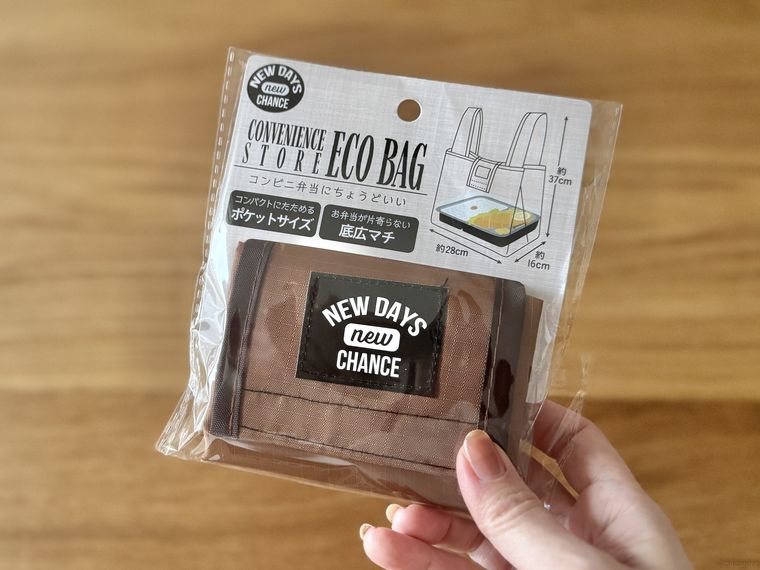 NEW DAYS
new
CHANCE
CONVENIENCE
STORE ECO BAG
コンビニ弁当にちょうどいい
コンパクトにたためる
ポケットサイズ
お弁当が片寄らない
底広マチ
約
37cm
約28cm
約
16cm
NEW DAYS
new
CHANCE